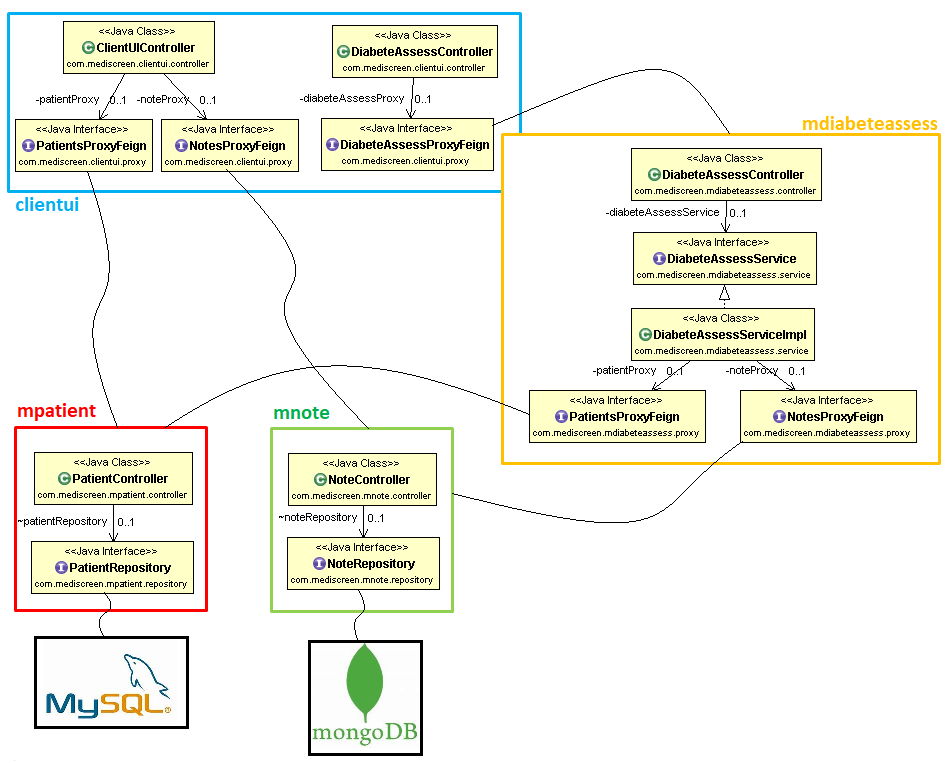 <<Java Class>>
ClientUIController
com.mediscreen.clientui.controller
<<Java Class>>
DiabeteAssessController
com.mediscreen.clientui.controller
-patientProxy 0..1
-noteProxy 0..1
-diabeteAssessProxy 0..1
<<Java Interface>>
PatientsProxyFeign
com.mediscreen.clientui.proxy
<<Java Interface>>
NotesProxyFeign
com.mediscreen.clientui.proxy
<<Java Interface>>
DiabeteAssessProxyFeign
com.mediscreen.clientui.proxy
clientui
mdiabeteassess
<<Java Class>>
DiabeteAssessController
com.mediscreen.mdiabeteassess.controller
-diabeteAssessService 0..1
<<Java Interface>>
DiabeteAssessService
com.mediscreen.mdiabeteassess.service
<<Java Class>>
DiabeteAssessServiceImpl
com.mediscreen.mdiabeteassess.service
-patientProxy 0..1
-noteProxy 0..1
<<Java Interface>>
PatientsProxyFeign
com.mediscreen.mdiabeteassess.proxy
<<Java Interface>>
NotesProxyFeign
com.mediscreen.mdiabeteassess.proxy
mpatient
<<Java Class>>
PatientController
com.mediscreen.mpatient.controller
~patientRepository 0..1
<<Java Interface>>
PatientRepository
com.mediscreen.mpatient.repository
mnote
<<Java Class>>
NoteController
com.mediscreen.mnote.controller
~noteRepository 0..1
<<Java Interface>>
NoteRepository
com.mediscreen.mnote.repository
MySQL®
mongoDB